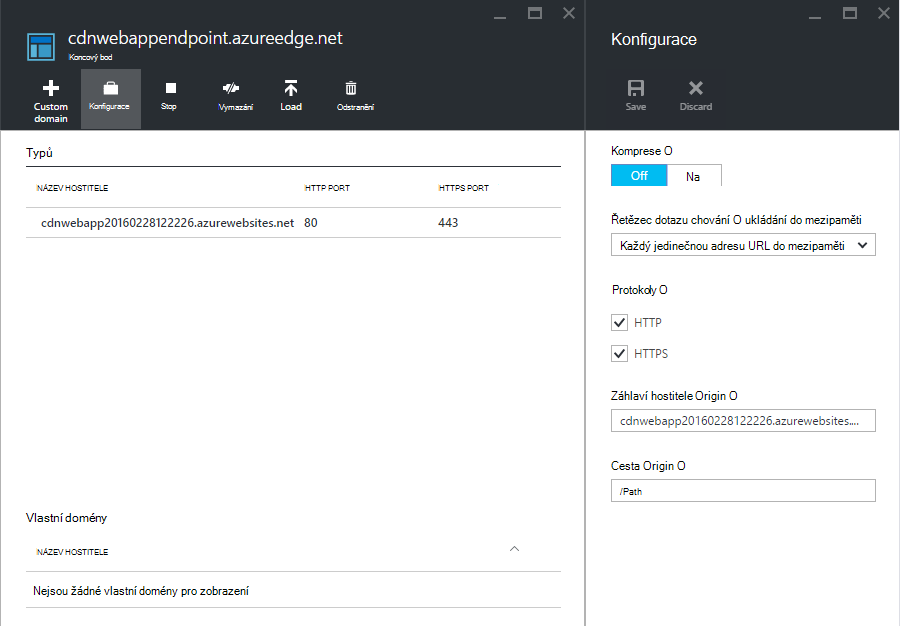 cdnwebappendpoint.azureedge.net
Koncový bod
Custom domain
Konfigurace
Stop
Vymazání
Load
Odstranění
Typů
NÁZEV HOSTITELE HTTP PORT HTTPS PORT
cdnwebapp20160228122226.azurewebsites.net 80 443
Vlastní domény
NÁZEV HOSTITELE
Nejsou žádné vlastní domény pro zobrazení
Konfigurace
Save Discard
Komprese O
Off Na
Řetězec dotazu chování O ukládání do mezipaměti
Každý jedinečnou adresu URL do mezipaměti
Protokoly O
HTTP
HTTPS
Záhlaví hostitele Origin O
cdnwebapp20160228122226.azurewebsites....
Cesta Origin O
/Path